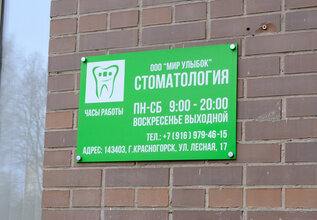 ООО "МИР УЛЫБОК"
СТОМАТОЛОГИЯ
ЧАСЫ РАБОТЫ
ПН-СБ 9:00 - 20:00
ВОСКРЕСЕНЬЕ ВЫХОДНОЙ
ТЕЛ.: +7 (916) 979-46-15
АДРЕС: 143403, Г.КРАСНОГОРСК, УЛ. ЛЕСНАЯ, 17